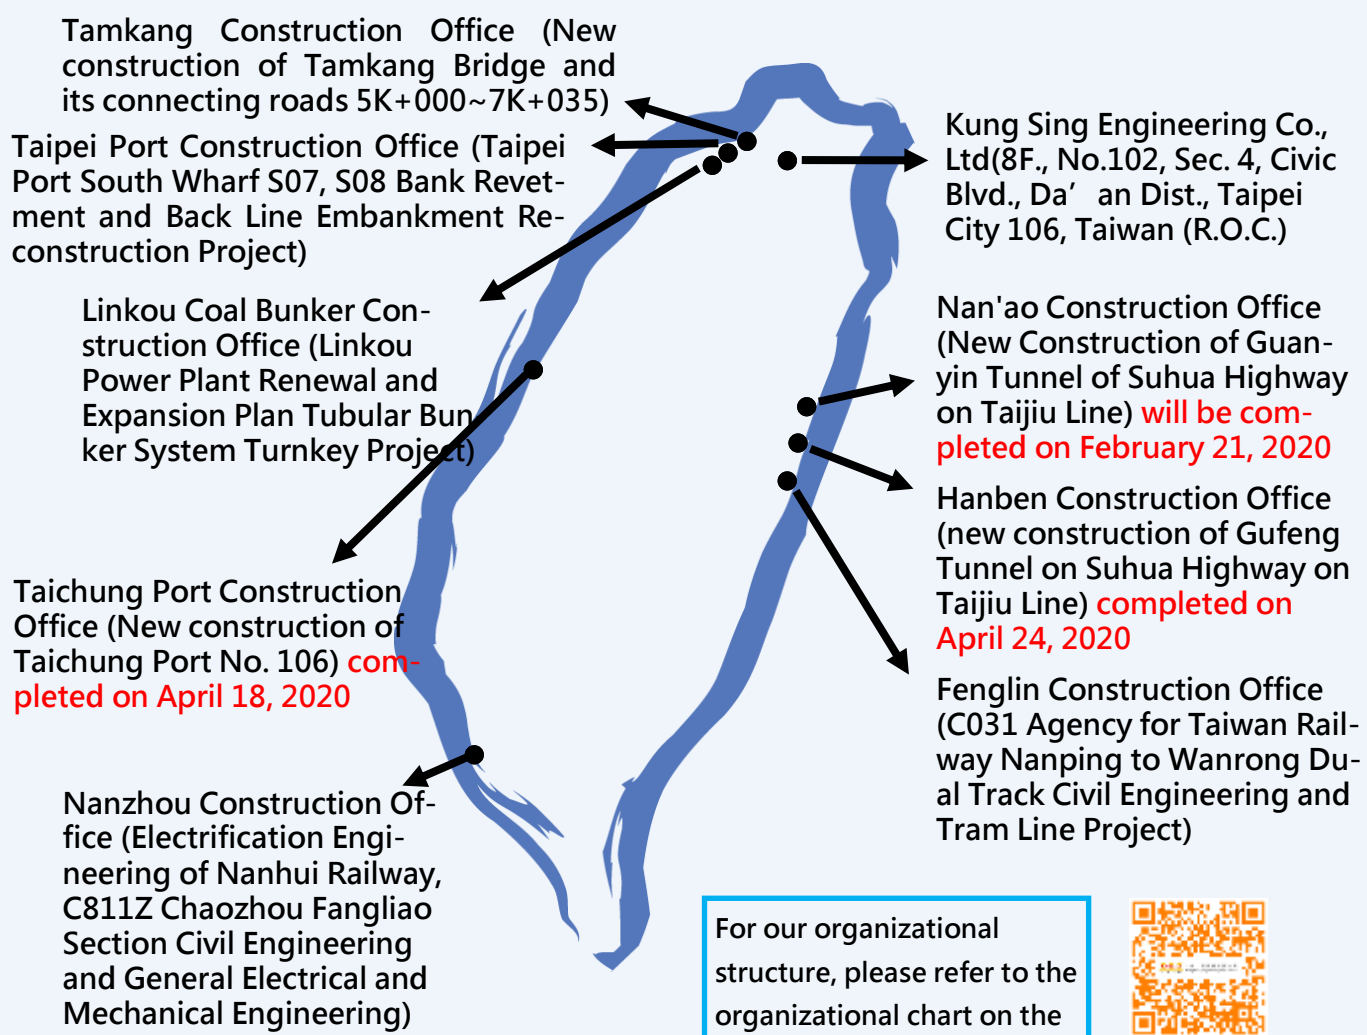 Tamkang Construction Office (New
construction of Tamkang Bridge and
its connecting roads 5K+000~7K+035)
Taipei Port Construction Office (Taipei
Port South Wharf S07, S08 Bank Revet-
ment and Back Line Embankment Re-
construction Project)
Linkou Coal Bunker Con-
struction Office (Linkou
Power Plant Renewal and
Expansion Plan Tubular Bun
ker System Turnkey Project)
Taichung Port Construction
Office (New construction of
Taichung Port No. 106) com-
pleted on April 18, 2020
Nanzhou Construction Of-
fice (Electrification Engi-
neering of Nanhui Railway,
C811Z Chaozhou Fangliao
Section Civil Engineering
and General Electrical and
Mechanical Engineering)
Kung Sing Engineering Co.,
Ltd(8F., No.102, Sec. 4, Civic
Blvd., Da’ an Dist., Taipei
City 106, Taiwan (R.O.C.)
Nan'ao Construction Office
(New Construction of Guan-
yin Tunnel of Suhua Highway
on Taijiu Line) will be com-
pleted on February 21, 2020
Hanben Construction Office
(new construction of Gufeng
Tunnel on Suhua Highway on
Taijiu Line) completed on
April 24, 2020
Fenglin Construction Office
(C031 Agency for Taiwan Rail-
way Nanping to Wanrong Du-
al Track Civil Engineering and
Tram Line Project)
For our organizational
structure, please refer to the
organizational chart on the